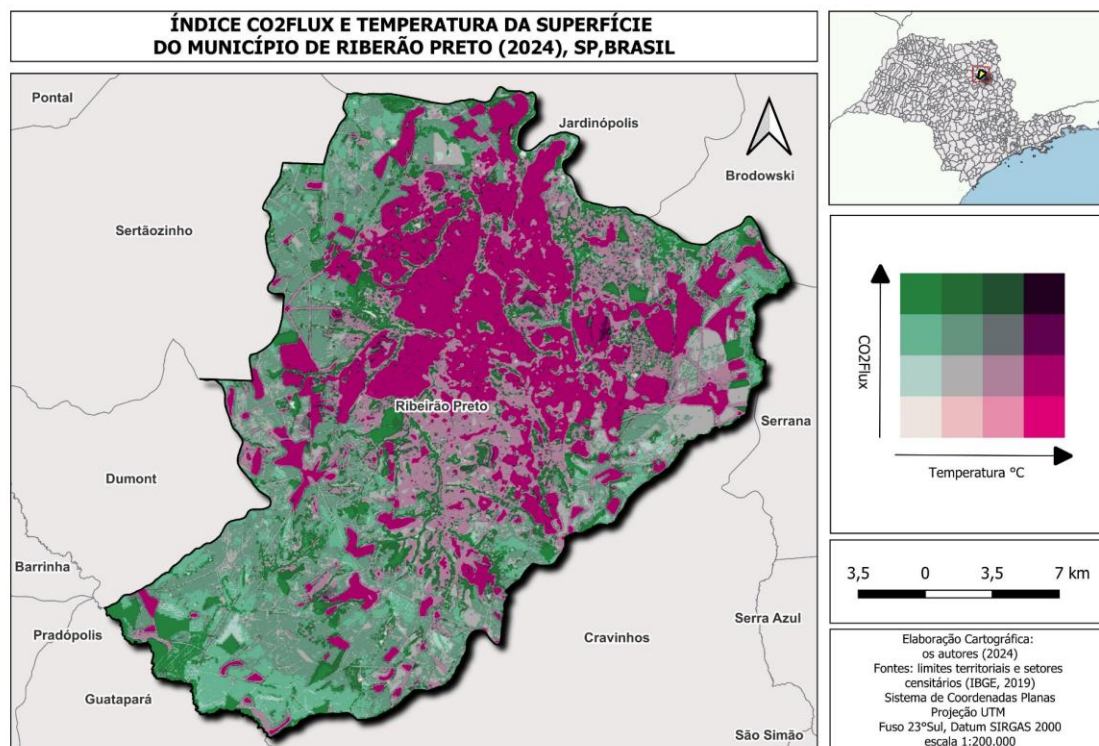 ÍNDICE CO2FLUX E TEMPERATURA DA SUPERFÍCIE
DO MUNICÍPIO DE RIBERÃO PRETO (2024), SP,BRASIL
Pontal
Jardinópolis
Brodowski
Sertãozinho
Ribeirão Preto
Serrana
Dumont
Barrinha
Pradópolis
Cravinhos
Serra Azul
Guatapará
São Simão
CO2Flux
Temperatura °C
3,5 0 3,5 7 km
Elaboração Cartográfica:
os autores (2024)
Fontes: limites territoriais e setores
censitários (IBGE, 2019)
Sistema de Coordenadas Planas
Projeção UTM
Fuso 23°Sul, Datum SIRGAS 2000
escala 1:200.000